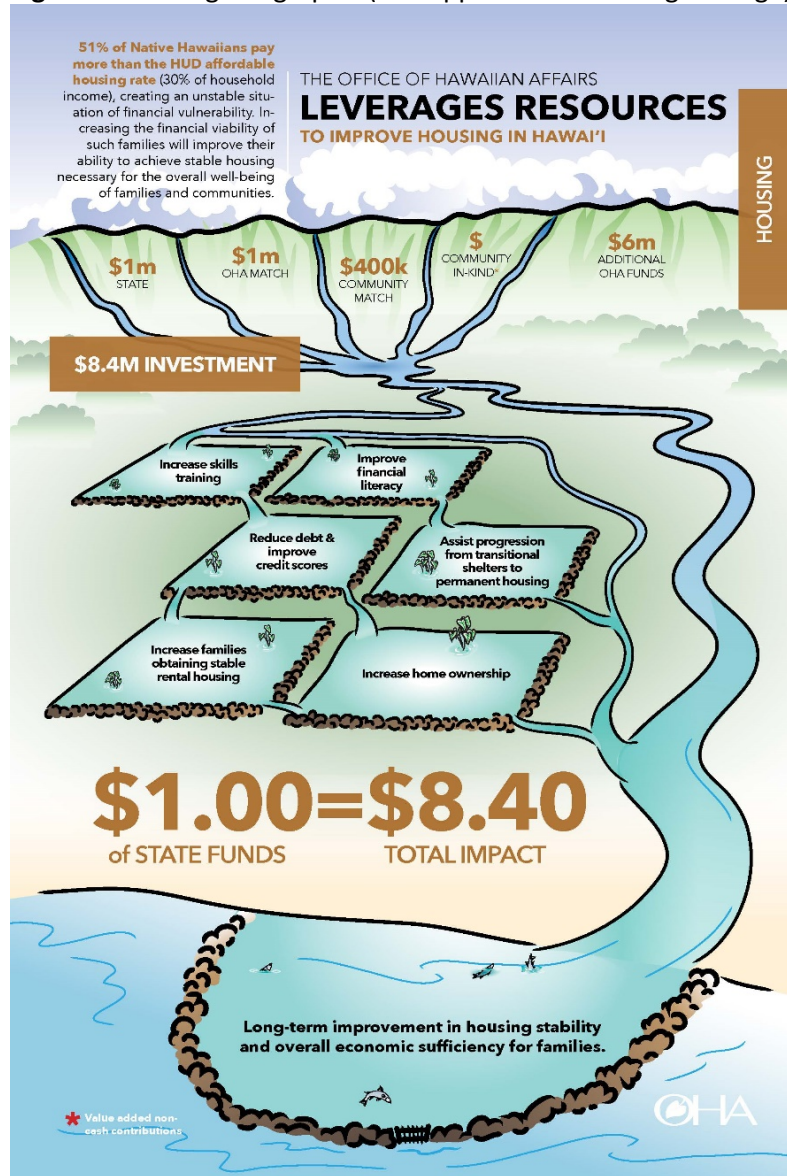 51% of Native Hawaiians pay
more than the HUD affordable
housing rate (30% of household
income), creating an unstable situ-
ation of financial vulnerability. In-
creasing the financial viability of
such families will improve their
ability to achieve stable housing
necessary for the overall well-being
of families and communities.
THE OFFICE OF HAWAIIAN AFFAIRS
LEVERAGES RESOURCES
TO IMPROVE HOUSING IN HAWAI'I
HOUSING
$1m
STATE
$1m
OHA MATCH
$400k
COMMUNITY
MATCH
$
COMMUNITY
IN-KIND*
$6m
ADDITIONAL
OHA FUNDS
$8.4M INVESTMENT
Increase skills
training
Improve
financial
literacy
Reduce debt &
improve
credit scores
Assist progression
from transitional
shelters to
permanent housing
Increase families
obtaining stable
rental housing
Increase home ownership
$1.00=$8.40
of STATE FUNDS
TOTAL IMPACT
Long-term improvement in housing stability
and overall economic sufficiency for families.
* Value added non-
cash contributions
OHA